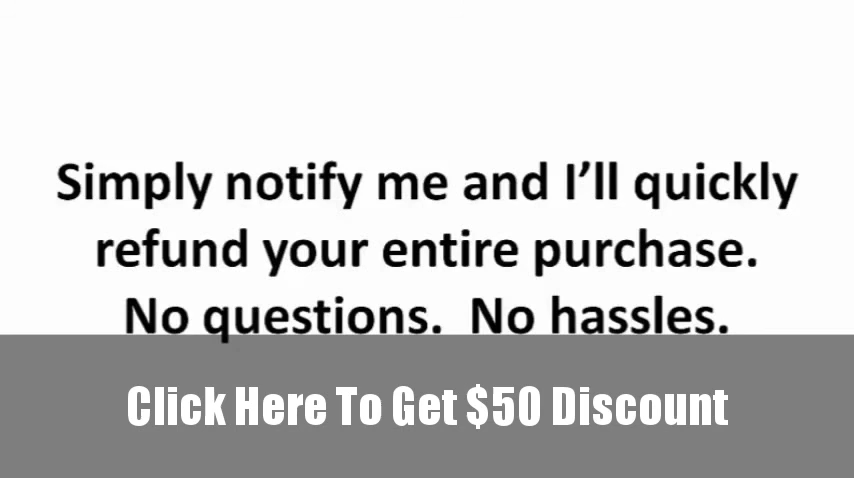 Simply notify me and I’ll quickly
refund your entire purchase.
No questions.  No hassles.
Click Here To Get $50 Discount